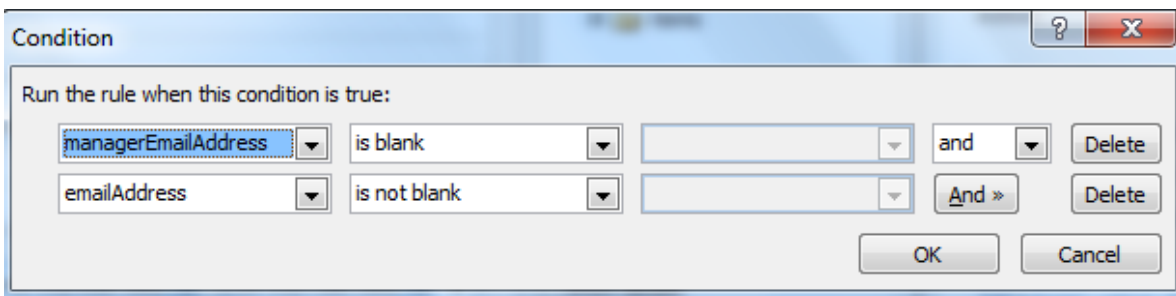 Condition
Run the rule when this condition is true:
managerEmailAddress is blank and Delete
emailAddress is not blank And » Delete
OK Cancel